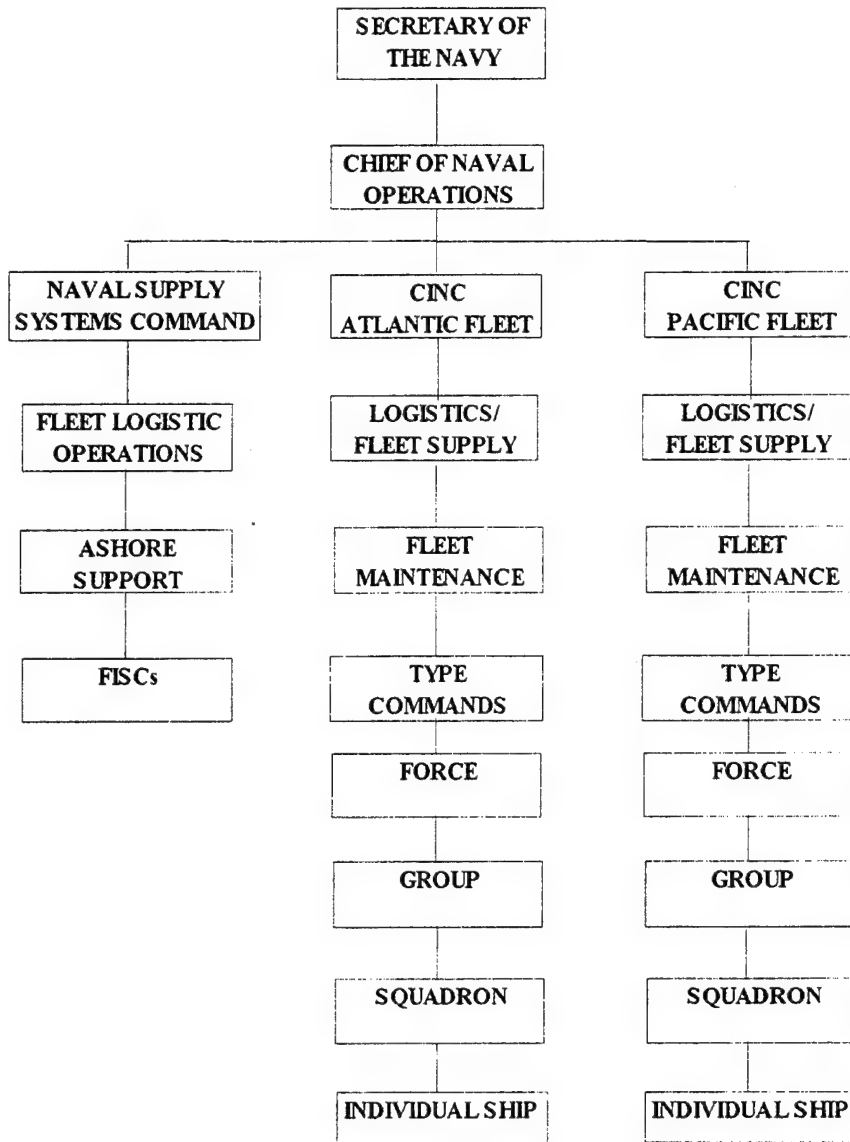 SECRETARY OF
THE NAVY
CHIEF OF NAVAL
OPERATIONS
NAVAL SUPPLY
SYSTEMS COMMAND
FLEET LOGISTIC
OPERATIONS
ASHORE
SUPPORT
FISCs
CINC
ATLANTIC FLEET
LOGISTICS/
FLEET SUPPLY
FLEET
MAINTENANCE
TYPE
COMMANDS
FORCE
GROUP
SQUADRON
INDIVIDUAL SHIP
CINC
PACIFIC FLEET
LOGISTICS/
FLEET SUPPLY
FLEET
MAINTENANCE
TYPE
COMMANDS
FORCE
GROUP
SQUADRON
INDIVIDUAL SHIP